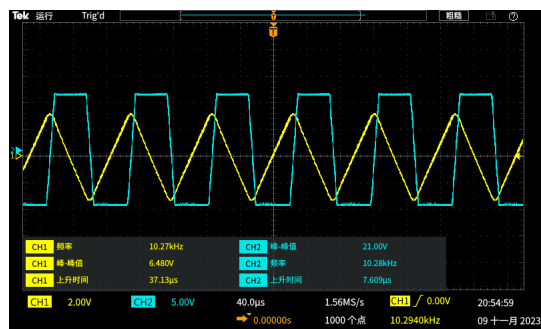 Tek 运行 Trig'd 粗糙
T
T
2
1
CH1 频率 10.27kHz CH2 峰-峰值 21.00V
CH1 峰-峰值 6.480V CH2 频率 10.28kHz
CH1 上升时间 37.13μs CH2 上升时间 7.609μs
CH1 2.00V CH2 5.00V 40.0μs 1.56MS/s CH1 0.00V 20:54:59
T 0.00000s 1000 个点 10.2940kHz 09 十一月 2023